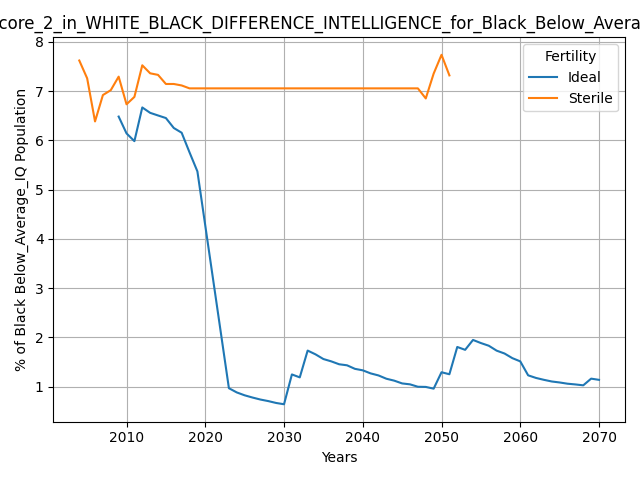 core_2_in_WHITE_BLACK_DIFFERENCE_INTELLIGENCE_for_Black_Below_Avera
Fertility
Ideal
Sterile
% of Black Below_Average_IQ Population
8
7
6
5
4
3
2
1
2010 2020 2030 2040 2050 2060 2070
Years